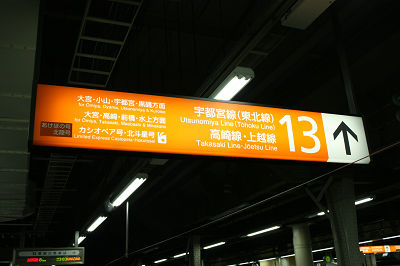 大宮・小山・宇都宮・黒磯方面
for Omiya, Oyama, Utsunomiya & Kuroiso
大宮・高崎・前橋・水上方面
for Omiya, Takasaki, Maebashi & Minakami
あけぼの号
北陸号
カシオペア号・北斗星号
Limited Express Cassiopeia・Hokutosei
宇都宮線(東北線)
Utsunomiya Line (Tohoku Line)
高崎線・上越線
Takasaki Line・Jōetsu Line
13